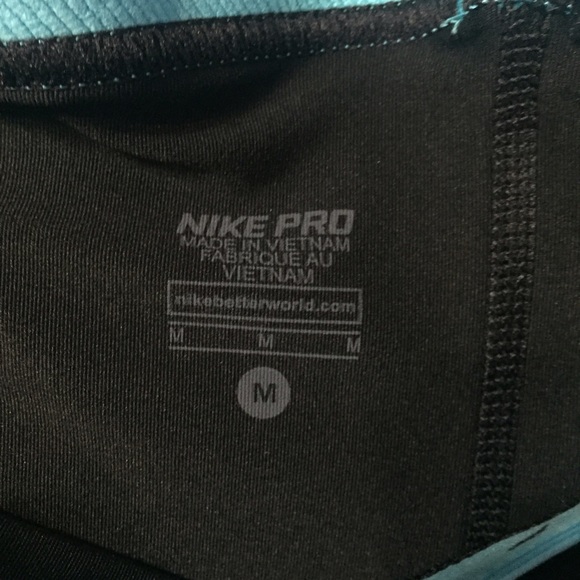 NIKE PRO
MADE IN VIETNAM
FABRIQUE AU
VIETNAM
nikebetterworld.com
M M M
M